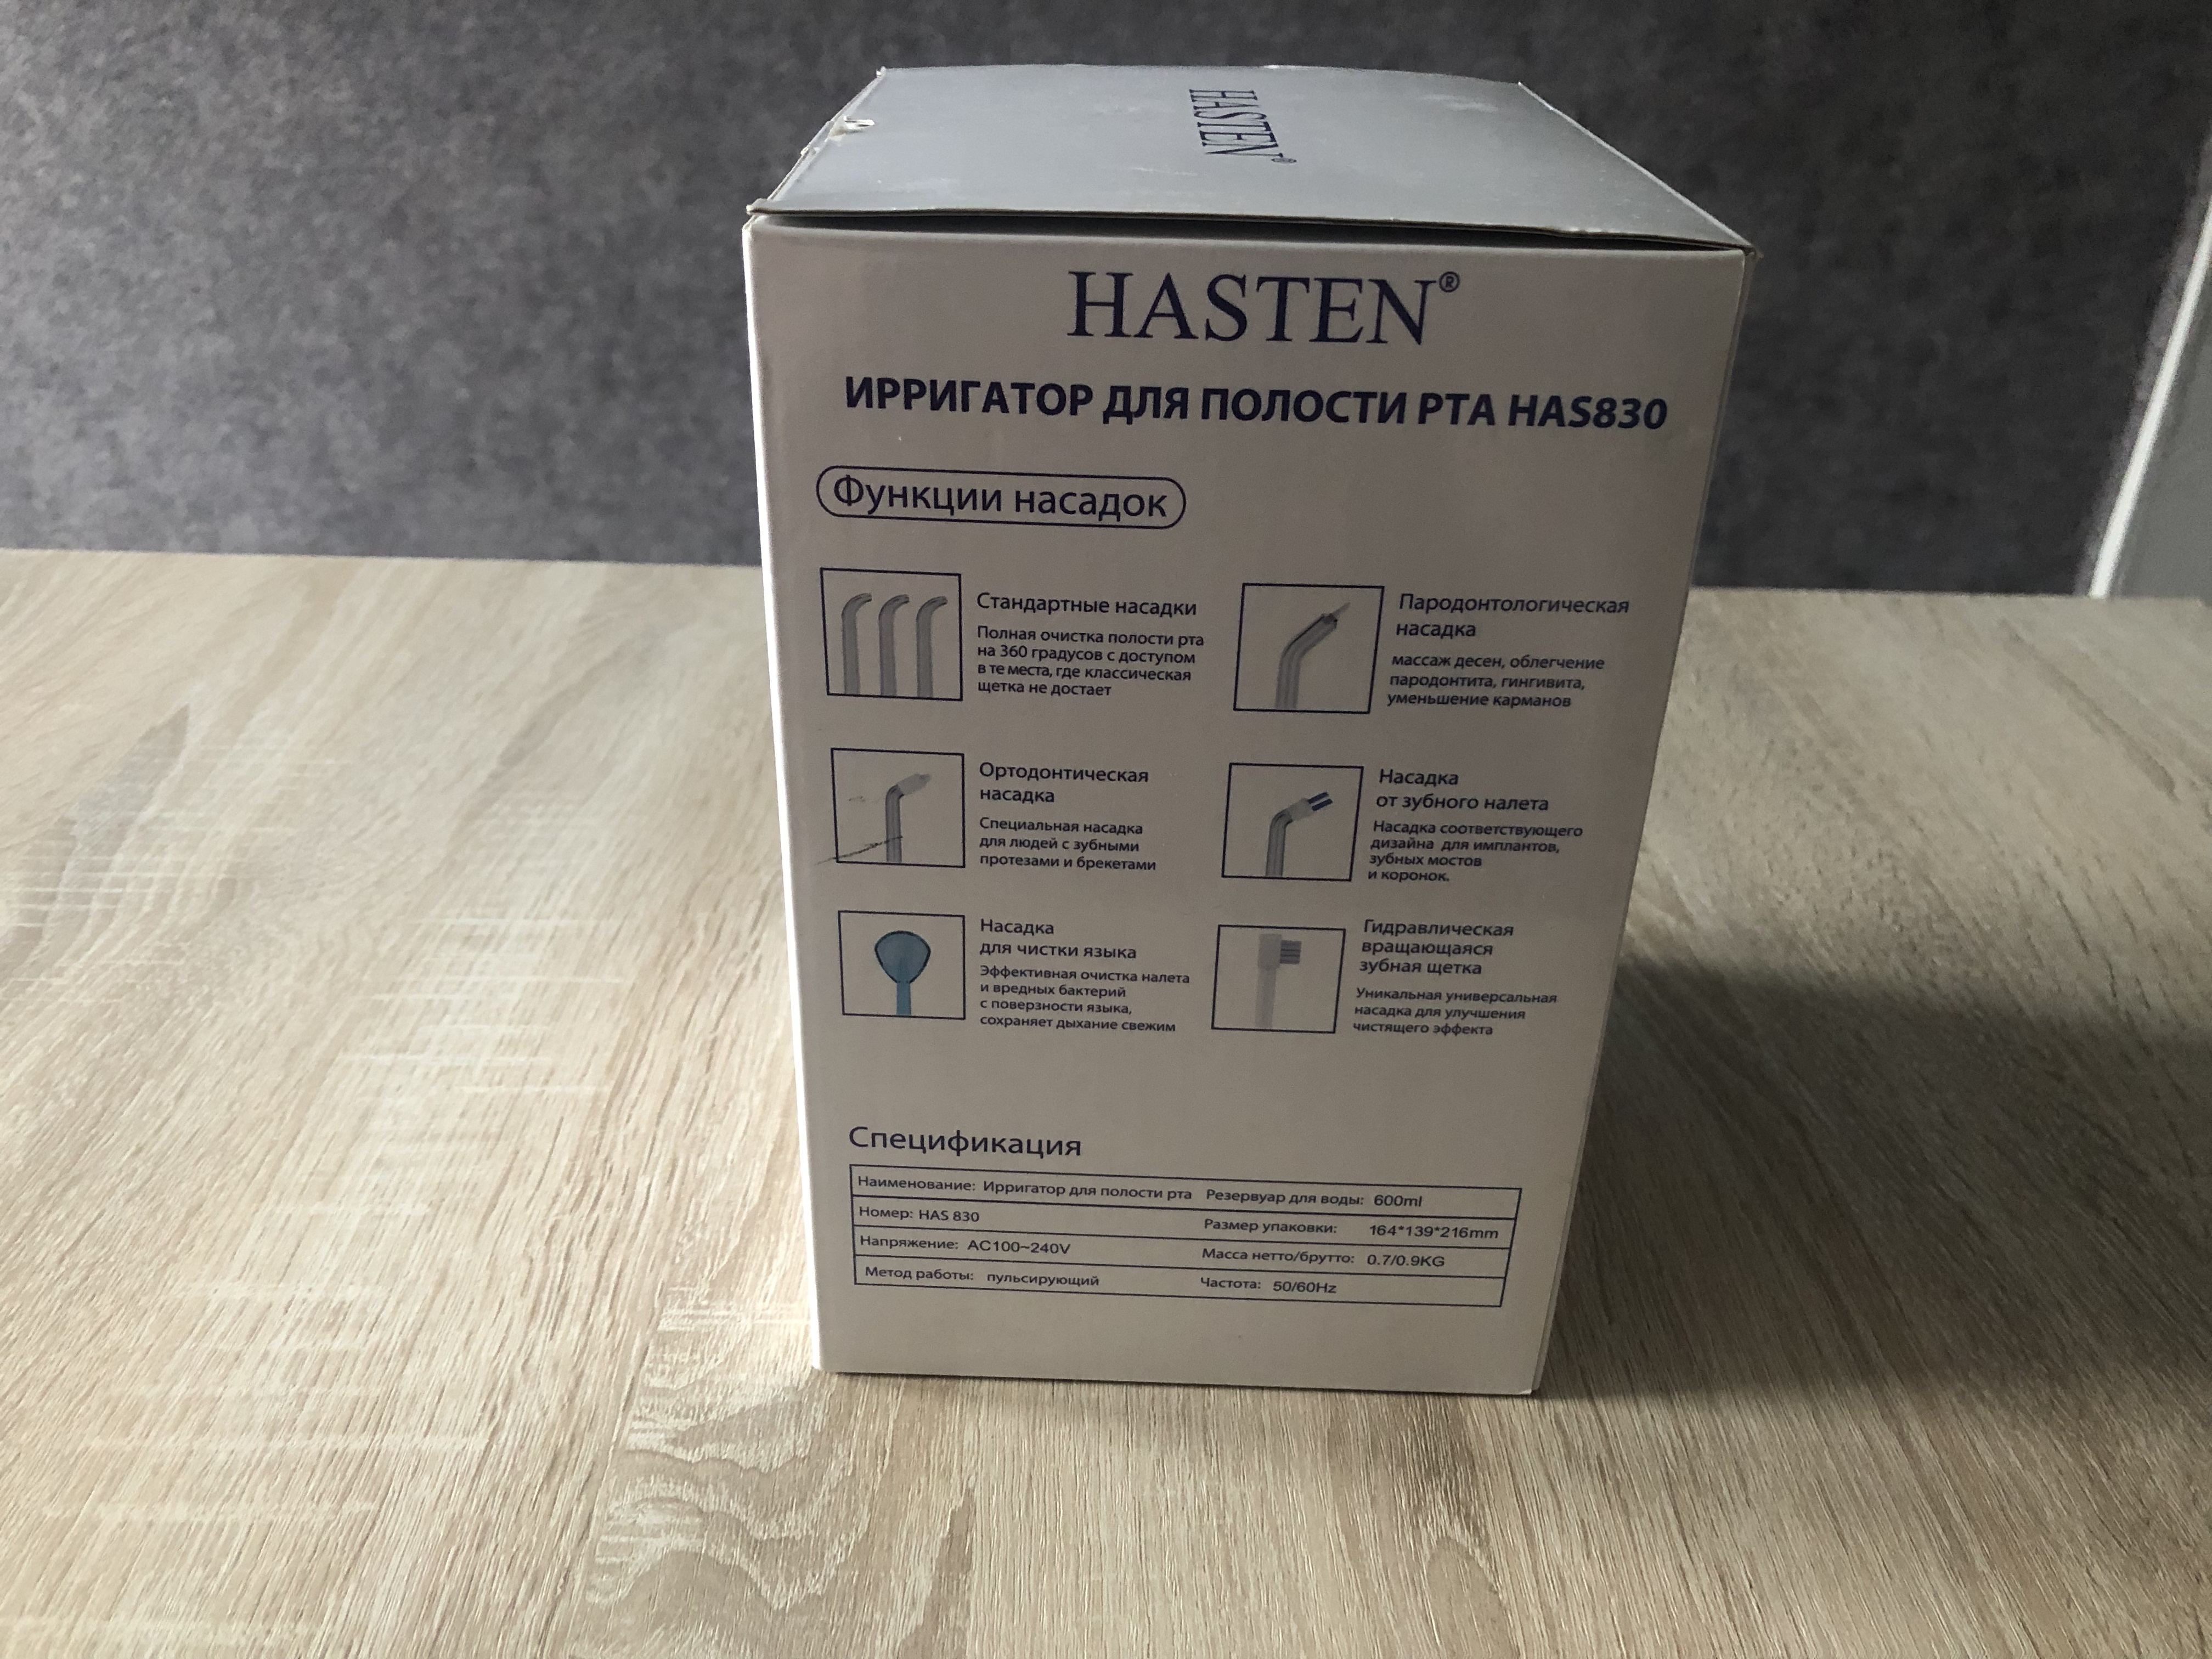 HASTEN®
HASTEN®
ИРРИГАТОР ДЛЯ ПОЛОСТИ РТА HAS830
Функции насадок
Стандартные насадки
Полная очистка полости рта
на 360 градусов с доступом
в те места, где классическая
щетка не достает
Пародонтологическая
насадка
массаж десен, облегчение
пародонтита, гингивита,
уменьшение карманов
Ортодонтическая
насадка
Специальная насадка
для людей с зубными
протезами и брекетами
Насадка
от зубного налета
Насадка соответствующего
дизайна для имплантов,
зубных мостов
и коронок.
Насадка
для чистки языка
Эффективная очистка налета
и вредных бактерий
с поверзности языка,
сохраняет дыхание свежим
Гидравлическая
вращающаяся
зубная щетка
Уникальная универсальная
насадка для улучшения
чистящего эффекта
Спецификация
Наименование: Ирригатор для полости рта Резервуар для воды: 600ml
Номер: HAS 830 Размер упаковки: 164*139*216mm
Напряжение: AC100~240V Масса нетто/брутто: 0.7/0.9KG
Метод работы: пульсирующий Частота: 50/60Hz